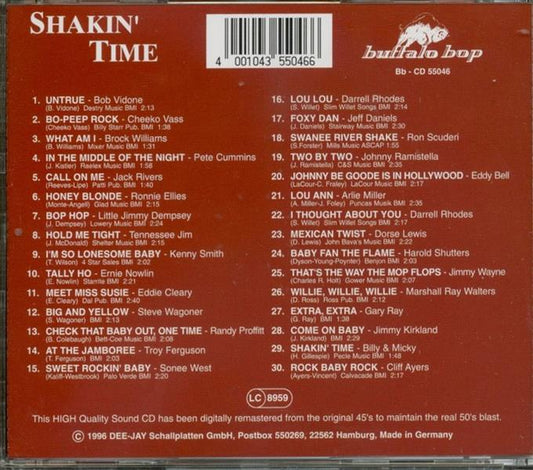 SHAKIN'
TIME
4 001043 550466
buffalo bop
Bb - CD 55046
1. UNTRUE - Bob Vidone
(B. Vidone) Destry Music BMI 2:13
2. BO-PEEP ROCK - Cheeko Vass
(Cheeko Vass) Billy Starr Pub. BMI 1:38
3. WHAT AM I - Brock Williams
(B. Williams) Mixer Music BMI 1:31
4. IN THE MIDDLE OF THE NIGHT - Pete Cummins
(J. Katler) Raelex Music BMI 2:18
5. CALL ON ME - Jack Rivers
(Reeves-Lipe) Patti Pub. BMI 1:40
6. HONEY BLONDE - Ronnie Ellies
(Monte-Angell) Glad Music BMI 2:15
7. BOP HOP - Little Jimmy Dempsey
(J. Dempsey) Lowery Music BMI 2:24
8. HOLD ME TIGHT - Tennessee Jim
(J. McDonald) Shelter Music BMI 2:15
9. I'M SO LONESOME BABY - Kenny Smith
(T. Wilson) 4 Star Sales BMI 2:02
10. TALLY HO - Ernie Nowlin
(E. Nowlin) Starrite BMI 2:21
11. MEET MISS SUSIE - Eddie Cleary
(E. Cleary) Dal Pub. BMI 2:40
12. BIG AND YELLOW - Steve Wagoner
(S. Wagoner) BMI 2:13
13. CHECK THAT BABY OUT, ONE TIME - Randy Proffitt
(B. Colebaugh) Bett-Coe Music BMI 2:08
14. AT THE JAMBOREE - Troy Ferguson
(T. Ferguson) BMI 2:03
15. SWEET ROCKIN' BABY - Sonee West
(Kaliff-Westbrook) Palo Verde BMI 2:20
16. LOU LOU - Darrell Rhodes
(S. Willet) Slim Willet Songs BMI 2:14
17. FOXY DAN - Jeff Daniels
(J. Daniels) Stairway Music BMI 2:30
18. SWANEE RIVER SHAKE - Ron Scuderi
(S.Forster) Mills Music ASCAP 1:55
19. TWO BY TWO - Johnny Ramistella
(J. Ramistella) C&S Music BMI 2:35
20. JOHNNY BE GOODE IS IN HOLLYWOOD - Eddy Bell
(LaCour-C. Fraley) LaCour Music BMI 2:17
21. LOU ANN - Arlie Miller
(A. Miller-J. Foley) Puncas Musik BMI 2:35
22. I THOUGHT ABOUT YOU - Darrell Rhodes
(S. Willet) Slim Willet Songs BMI 2:17
23. MEXICAN TWIST - Dorse Lewis
(D. Lewis) John Bava's Music BMI 2:22
24. BABY FAN THE FLAME - Harold Shutters
(Dyson-Young-Poynter) Benjon BMI 2:03
25. THAT'S THE WAY THE MOP FLOPS - Jimmy Wayne
(Charles R. Holt) Gower Music BMI 2:07
26. WILLIE, WILLIE, WILLIE - Marshall Ray Walters
(D. Ross) Ross Pub. BMI 2:12
27. EXTRA, EXTRA - Gary Ray
(G. Ray) BMI 1:38
28. COME ON BABY - Jimmy Kirkland
(J. Kirkland) BMI 2:29
29. SHAKIN' TIME - Billy & Micky
(H. Gillespie) Pecle Music BMI 1:48
30. ROCK BABY ROCK - Cliff Ayers
(Ayers-Vincent) Calvacade BMI 2:17
LC 8959
This HIGH Quality Sound CD has been digitally remastered from the original 45's to maintain the real 50's blast.
© 1996 DEE-JAY Schallplatten GmbH, Postbox 550269, 22562 Hamburg, Made in Germany